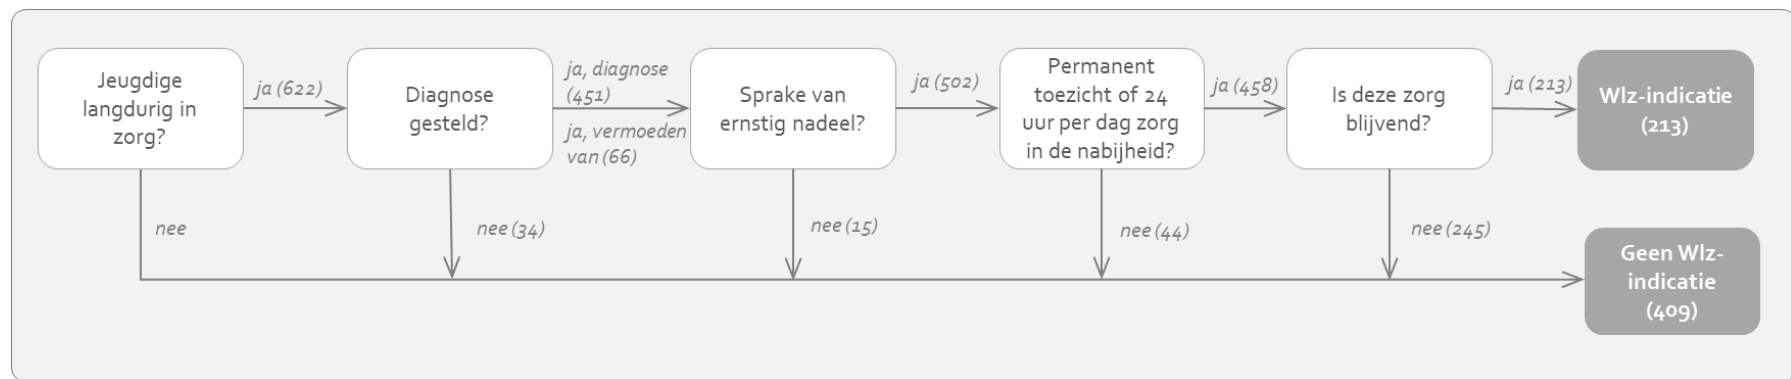 Jeugdige
langdurig in
zorg?
ja (622)
Diagnose
gesteld?
ja, diagnose
(451)
ja, vermoeden
van (66)
Sprake van
ernstig nadeel?
ja (502)
Permanent
toezicht of 24
uur per dag zorg
in de nabijheid?
ja (458)
Is deze zorg
blijvend?
ja (213)
Wlz-indicatie
(213)
nee
nee (34)
nee (15)
nee (44)
nee (245)
Geen Wlz-
indicatie
(409)